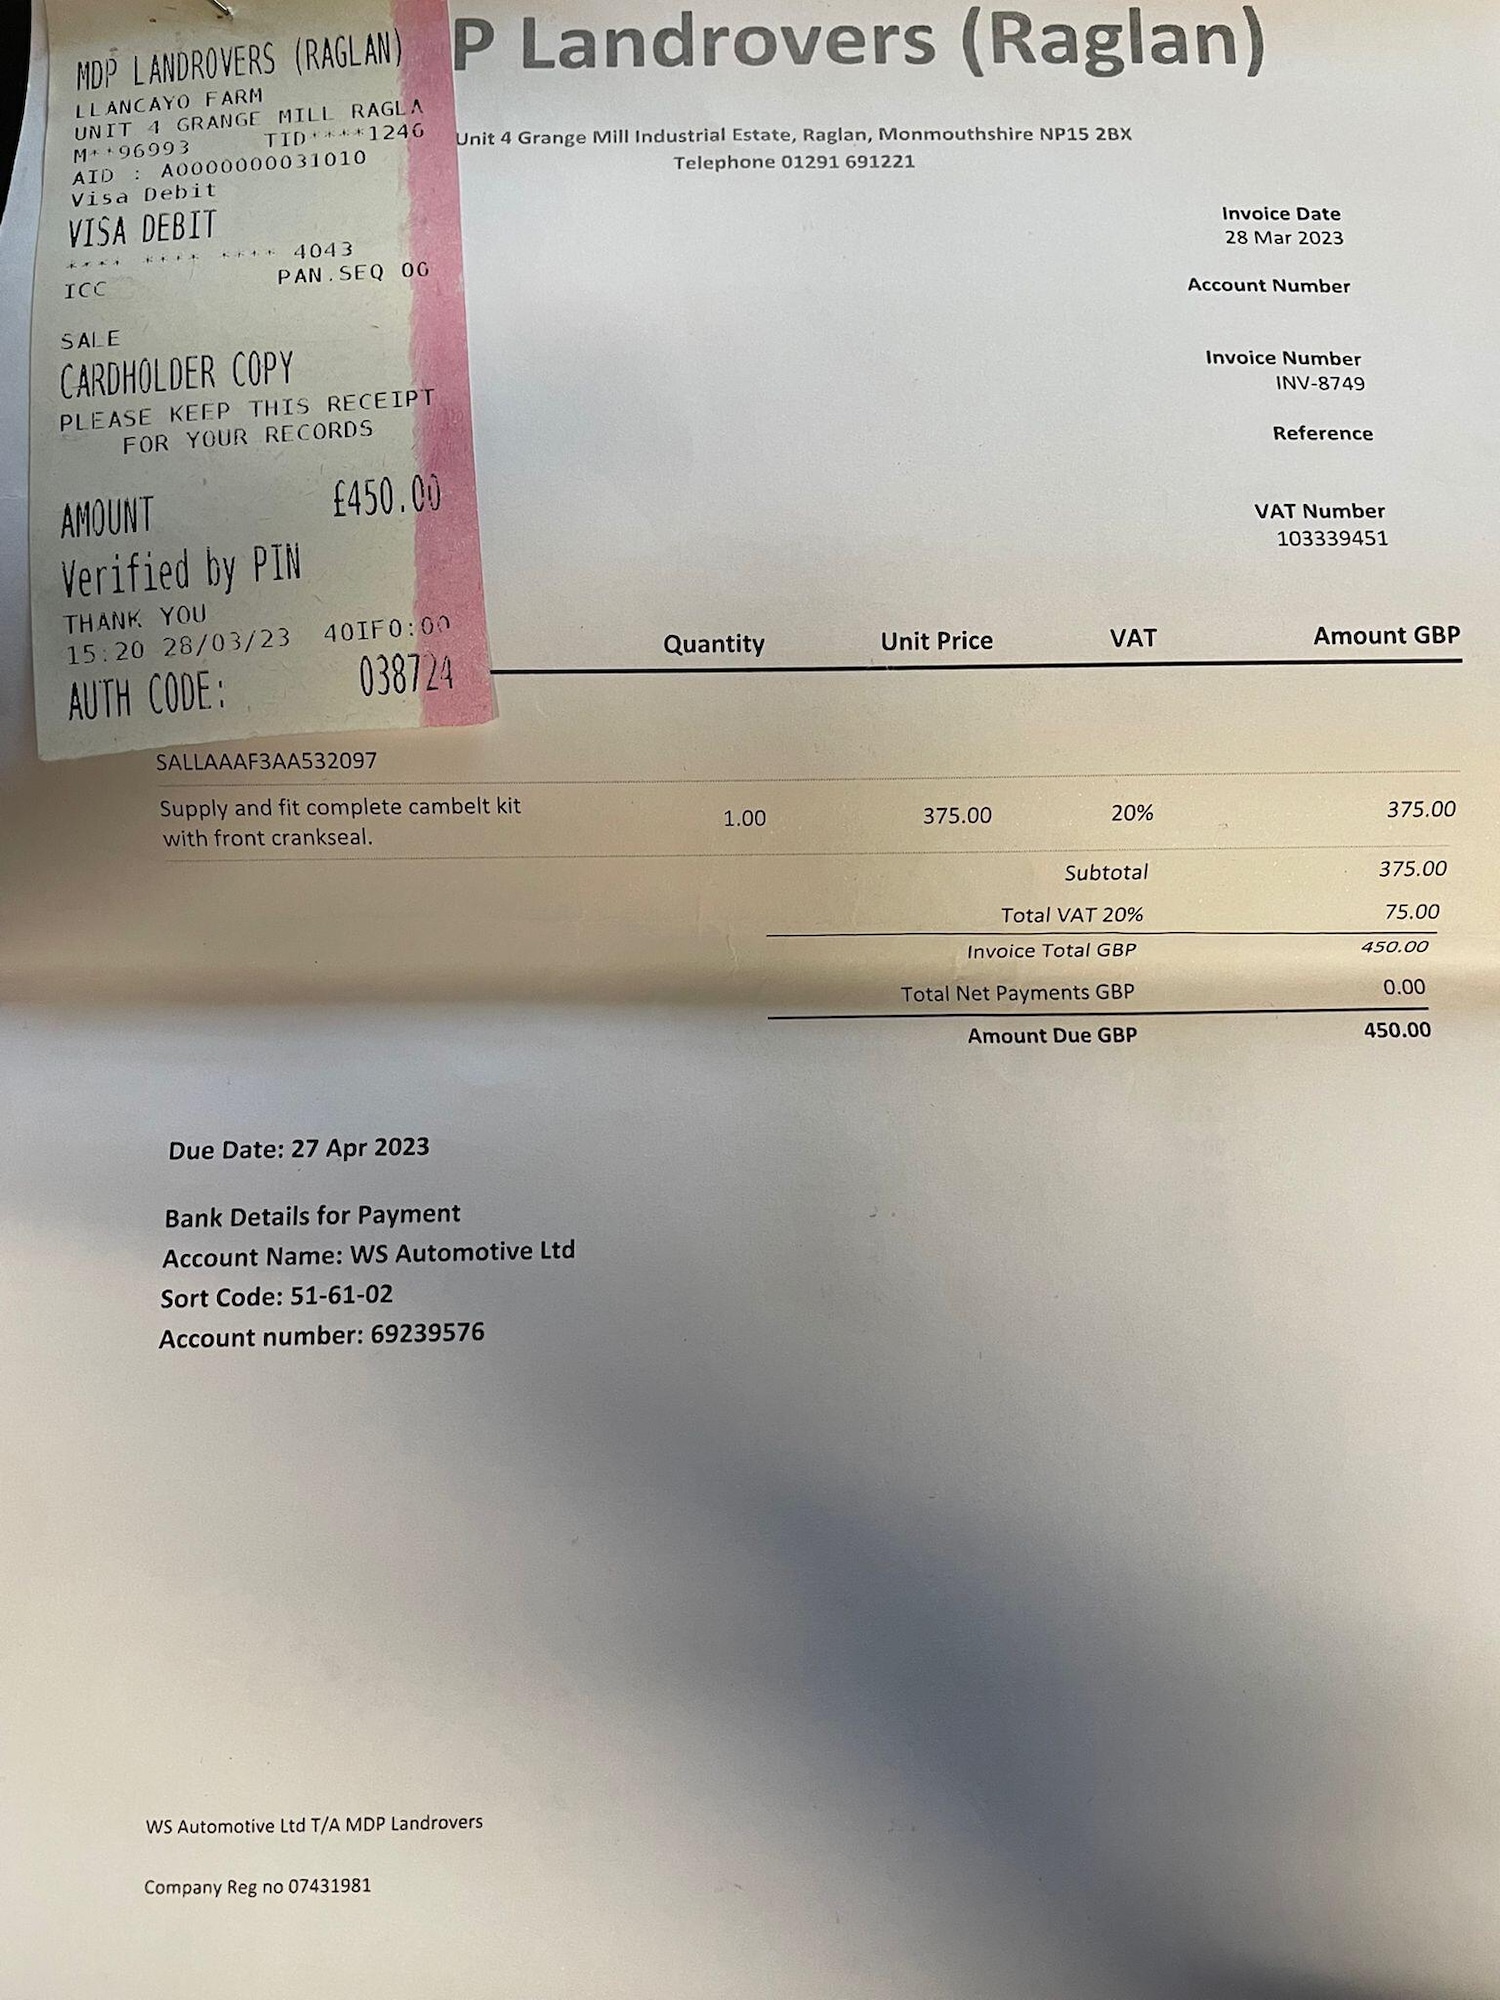 MDP LANDROVERS (RAGLAN)
LLANCAYO FARM
UNIT 4 GRANGE MILL RAGLA
M**96993 TID****1246
AID : A0000000031010
Visa Debit
VISA DEBIT
**** **** **** 4043
ICC PAN.SEQ 06
SALE
CARDHOLDER COPY
PLEASE KEEP THIS RECEIPT
FOR YOUR RECORDS
AMOUNT £450.00
Verified by PIN
THANK YOU
15:20 28/03/23 40IF0:00
AUTH CODE: 038724
P Landrovers (Raglan)
Unit 4 Grange Mill Industrial Estate, Raglan, Monmouthshire NP15 2BX
Telephone 01291 691221
Invoice Date
28 Mar 2023
Account Number
Invoice Number
INV-8749
Reference
VAT Number
103339451
Quantity Unit Price VAT Amount GBP
SALLAAAF3AA532097
Supply and fit complete cambelt kit
with front crankseal.
1.00 375.00 20% 375.00
Subtotal 375.00
Total VAT 20% 75.00
Invoice Total GBP 450.00
Total Net Payments GBP 0.00
Amount Due GBP 450.00
Due Date: 27 Apr 2023
Bank Details for Payment
Account Name: WS Automotive Ltd
Sort Code: 51-61-02
Account number: 69239576
WS Automotive Ltd T/A MDP Landrovers
Company Reg no 07431981